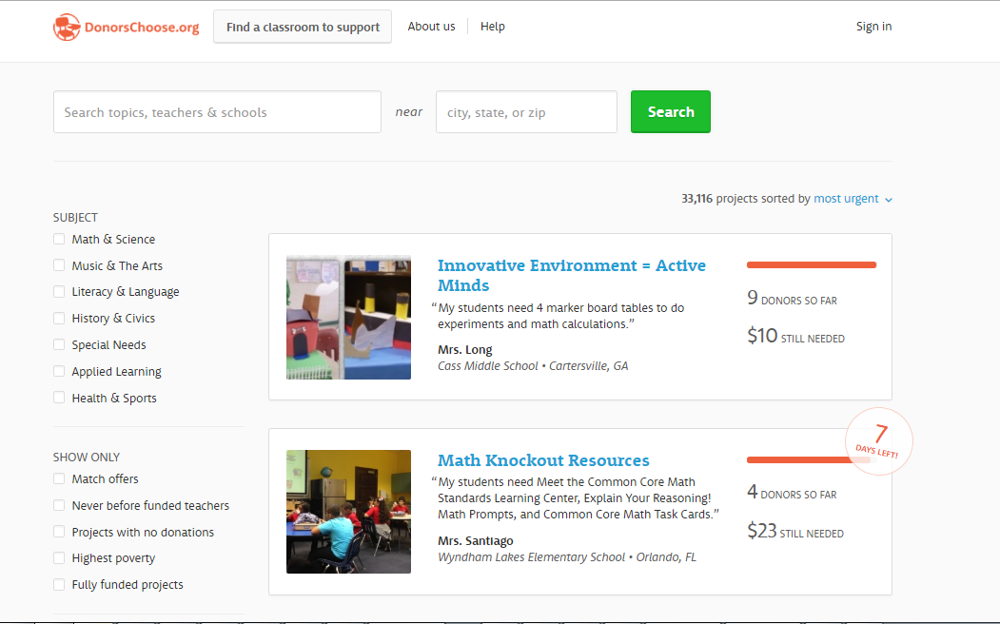 DonorsChoose.org
Find a classroom to support
About us
Help
Sign in
Search topics, teachers & schools
near
city, state, or zip
Search
33,116 projects sorted by most urgent
SUBJECT
Math & Science
Music & The Arts
Literacy & Language
History & Civics
Special Needs
Applied Learning
Health & Sports
SHOW ONLY
Match offers
Never before funded teachers
Projects with no donations
Highest poverty
Fully funded projects
Innovative Environment = Active
Minds
“My students need 4 marker board tables to do
experiments and math calculations.”
Mrs. Long
Cass Middle School • Cartersville, GA
9 DONORS SO FAR
$10 STILL NEEDED
7
DAYS LEFT!
Math Knockout Resources
“My students need Meet the Common Core Math
Standards Learning Center, Explain Your Reasoning!
Math Prompts, and Common Core Math Task Cards.”
Mrs. Santiago
Wyndham Lakes Elementary School • Orlando, FL
4 DONORS SO FAR
$23 STILL NEEDED